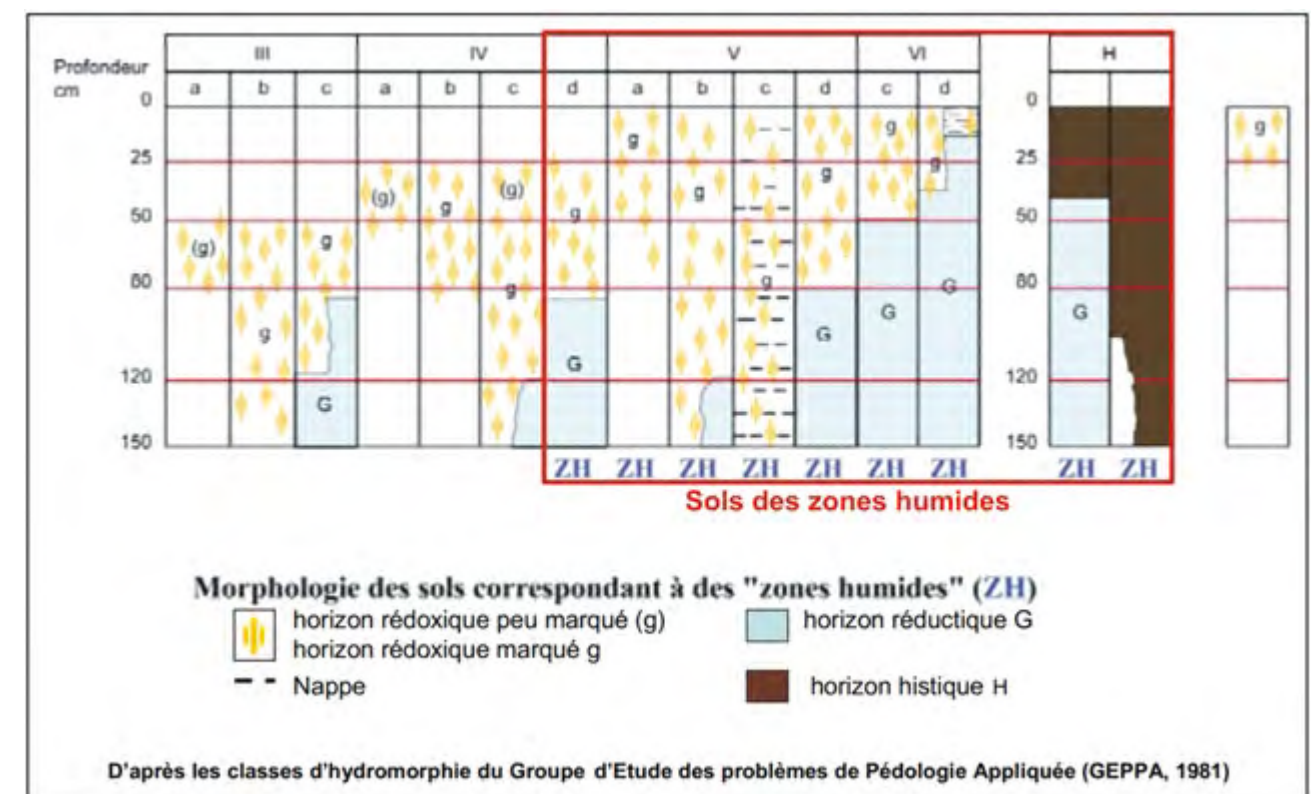 III IV V VI H
Profondeur
cm a b c a b c d a b c d c d
0 0
g g g g
25 25
(g) g (g) g g g g
50 50
(g) g
80 80
g g g G G G
g G G
120 120
G
150 150
ZH ZH ZH ZH ZH ZH ZH ZH ZH
Sols des zones humides
Morphologie des sols correspondant à des "zones humides" (ZH)
horizon rédoxique peu marqué (g) horizon réductique G
horizon rédoxique marqué g
Nappe horizon histique H
D'après les classes d'hydromorphie du Groupe d'Etude des problèmes de Pédologie Appliquée (GEPPA, 1981)